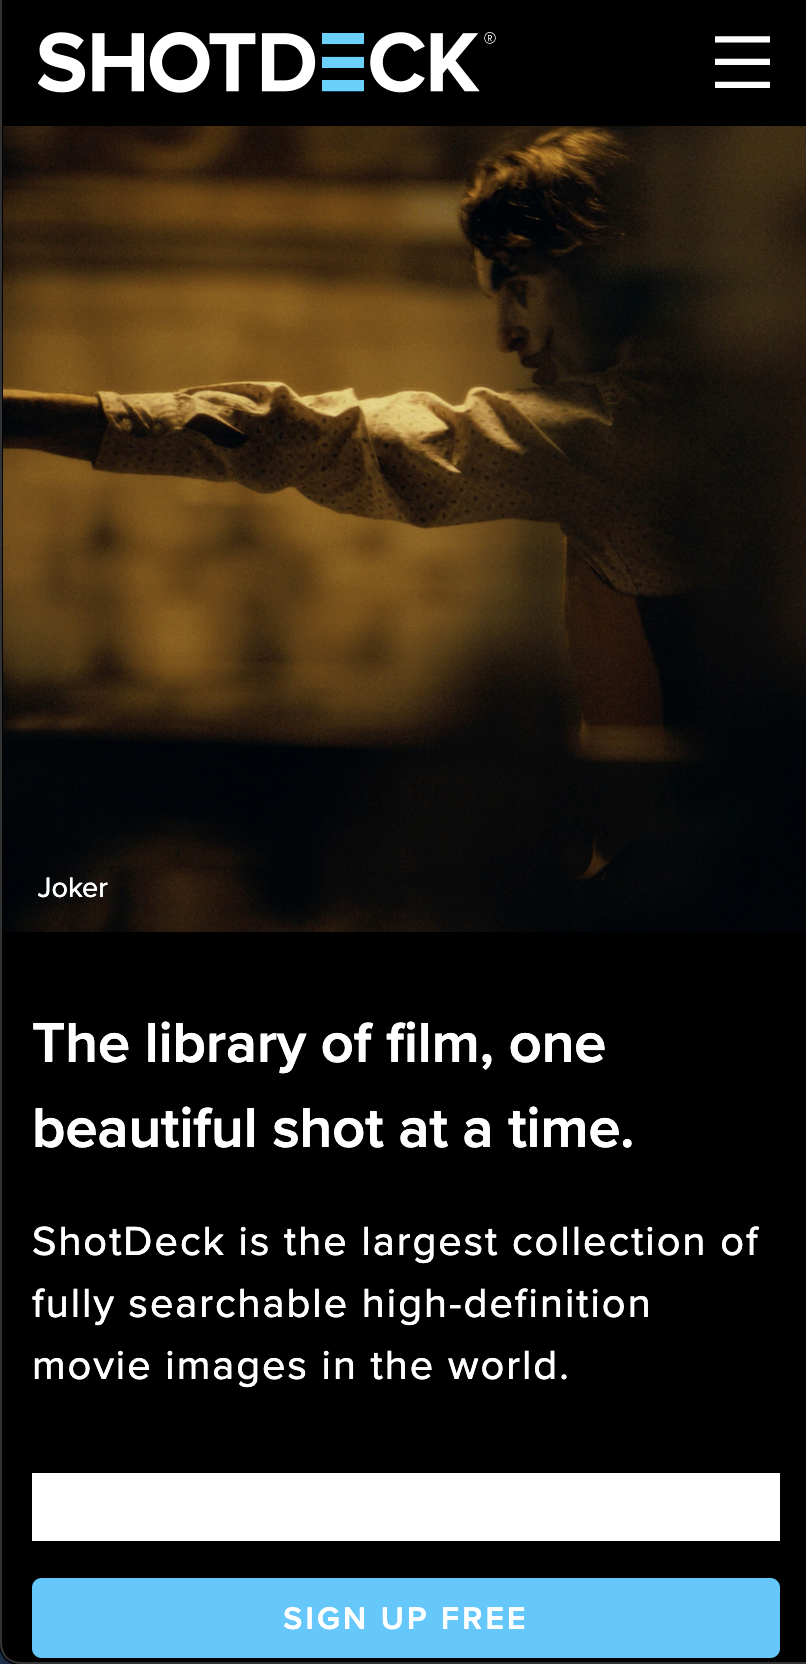 SHOTDECK®
Joker
The library of film, one
beautiful shot at a time.
ShotDeck is the largest collection of
fully searchable high-definition
movie images in the world.
SIGN UP FREE